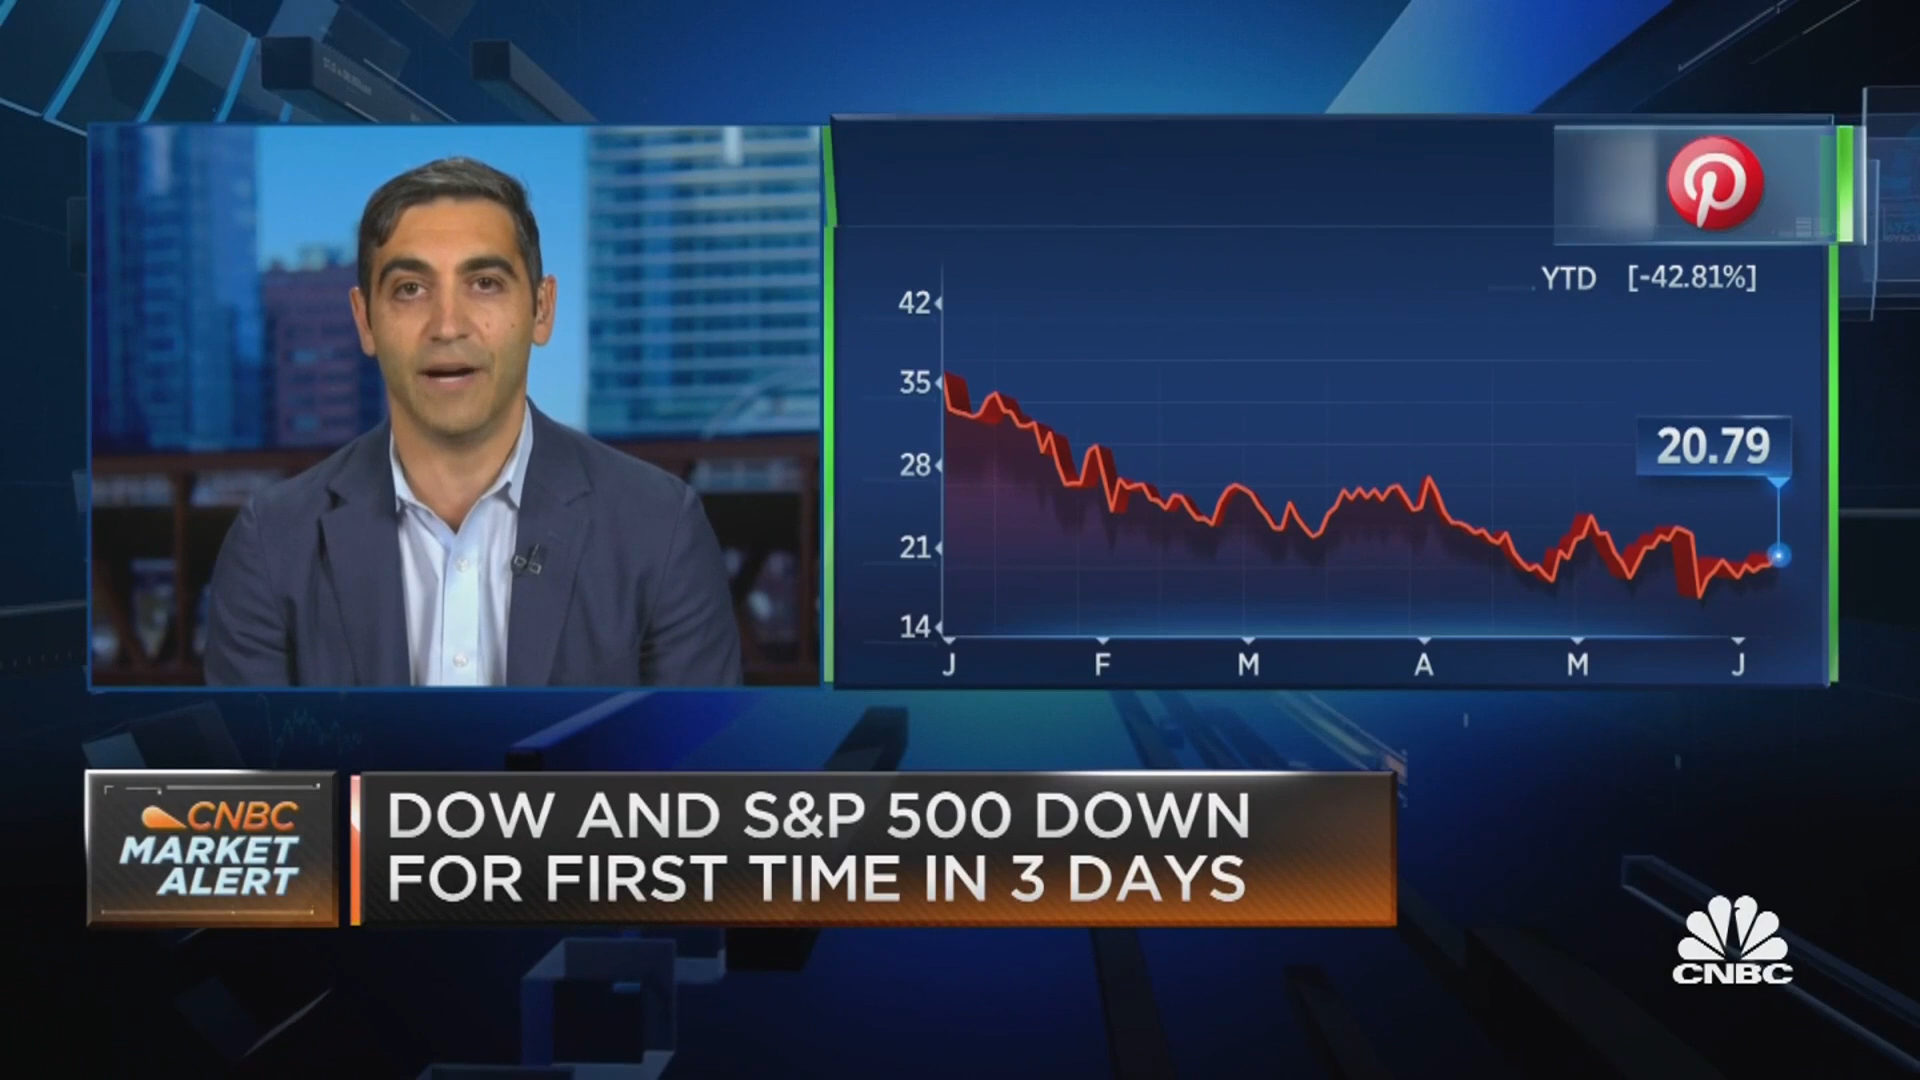 YTD [-42.81%]
42
35
28
21
14
20.79
J F M A M J
CNBC
MARKET
ALERT
DOW AND S&P 500 DOWN
FOR FIRST TIME IN 3 DAYS
CNBC